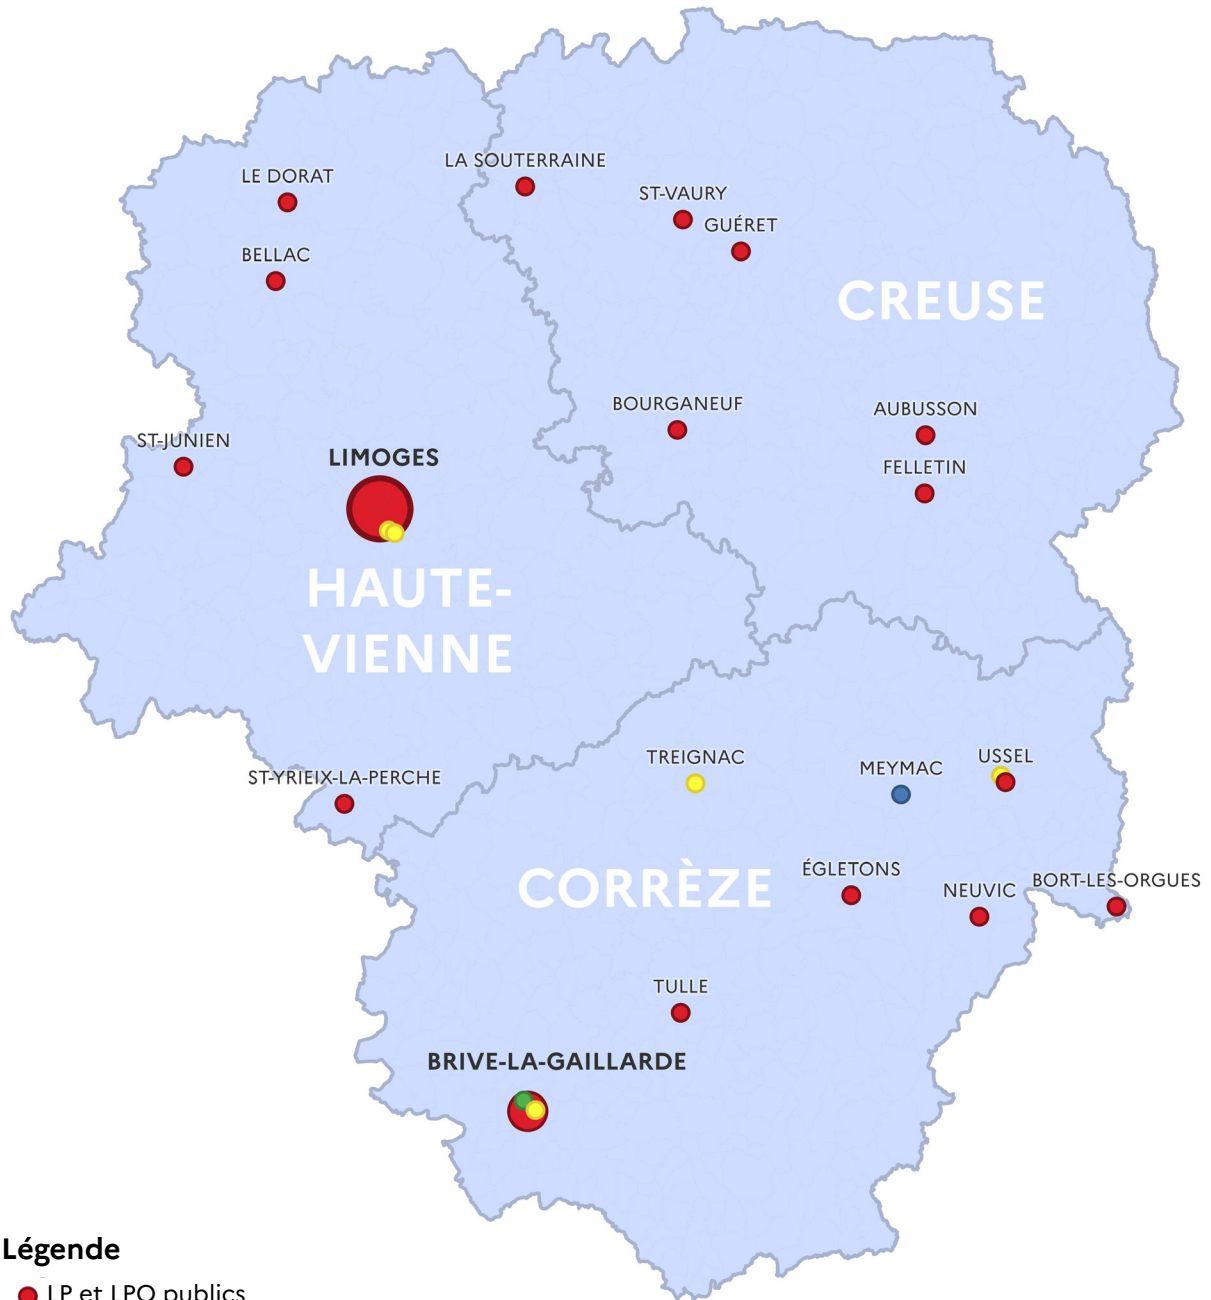 LA SOUTERRAINE
LE DORAT
ST-VAURY
GUÉRET
BELLAC
CREUSE
BOURGANEUF
AUBUSSON
ST-JUNIEN
LIMOGES
FELLETIN
HAUTE-
VIENNE
TREIGNAC
USSEL
MEYMAC
ST-YRIEIX-LA-PERCHE
ÉGLETONS
CORRÈZE
BORT-LES-ORGUES
NEUVIC
TULLE
BRIVE-LA-GAILLARDE
Légende
LP et LPO publics